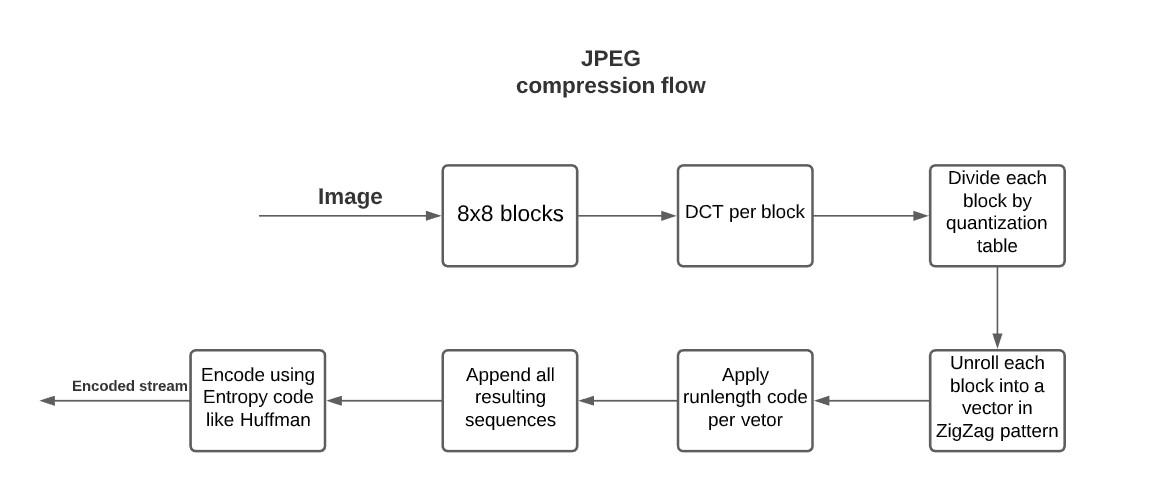 JPEG
compression flow
Image
8x8 blocks
DCT per block
Divide each
block by
quantization
table
Unroll each
block into a
vector in
ZigZag pattern
Apply
runlength code
per vetor
Append all
resulting
sequences
Encode using
Entropy code
like Huffman
Encoded stream